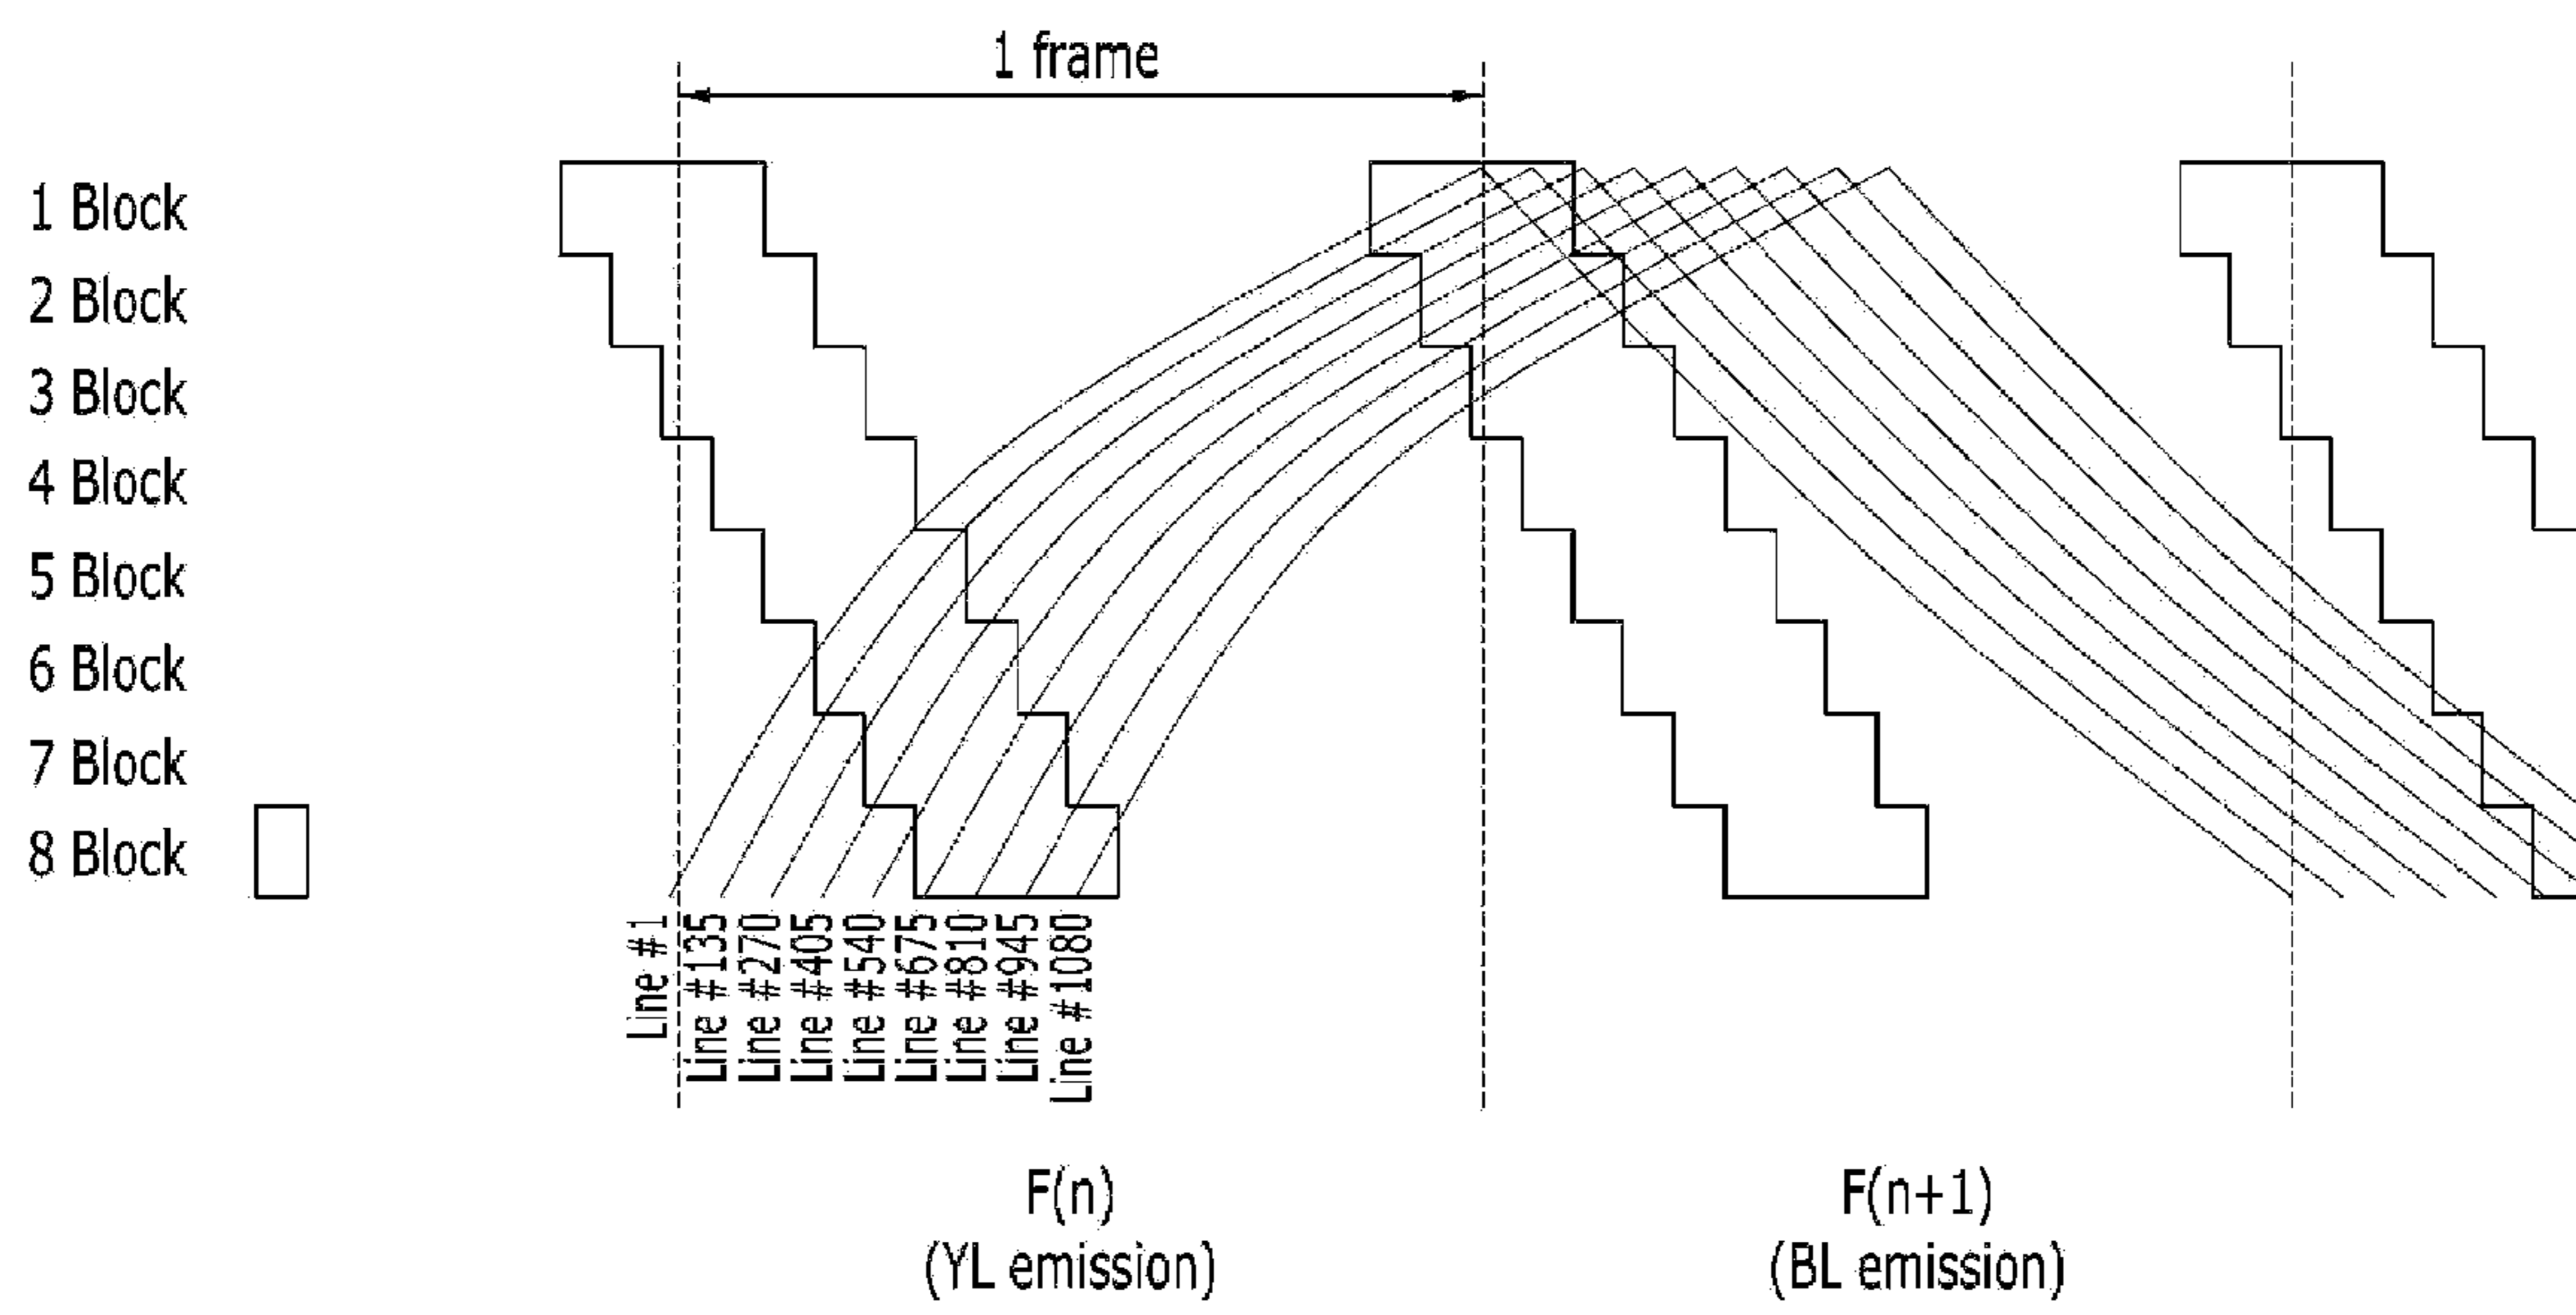 1 frame
1 Block
2 Block
3 Block
4 Block
5 Block
6 Block
7 Block
8 Block
Line #1
Line #135
Line #270
Line #405
Line #540
Line #675
Line #810
Line #945
Line #1080
F(n)
(YL emission)
F(n+1)
(BL emission)